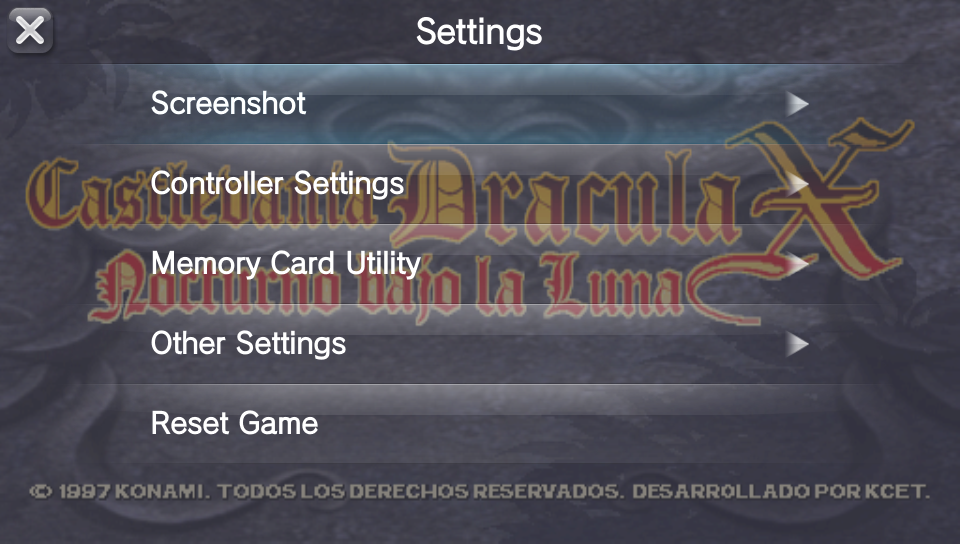 Settings
Screenshot
Castlevania Dracula X
Controller Settings
Memory Card Utility
Nocturno bajo la Luna
Other Settings
Reset Game
© 1997 KONAMI. TODOS LOS DERECHOS RESERVADOS. DESARROLLADO POR KCET.